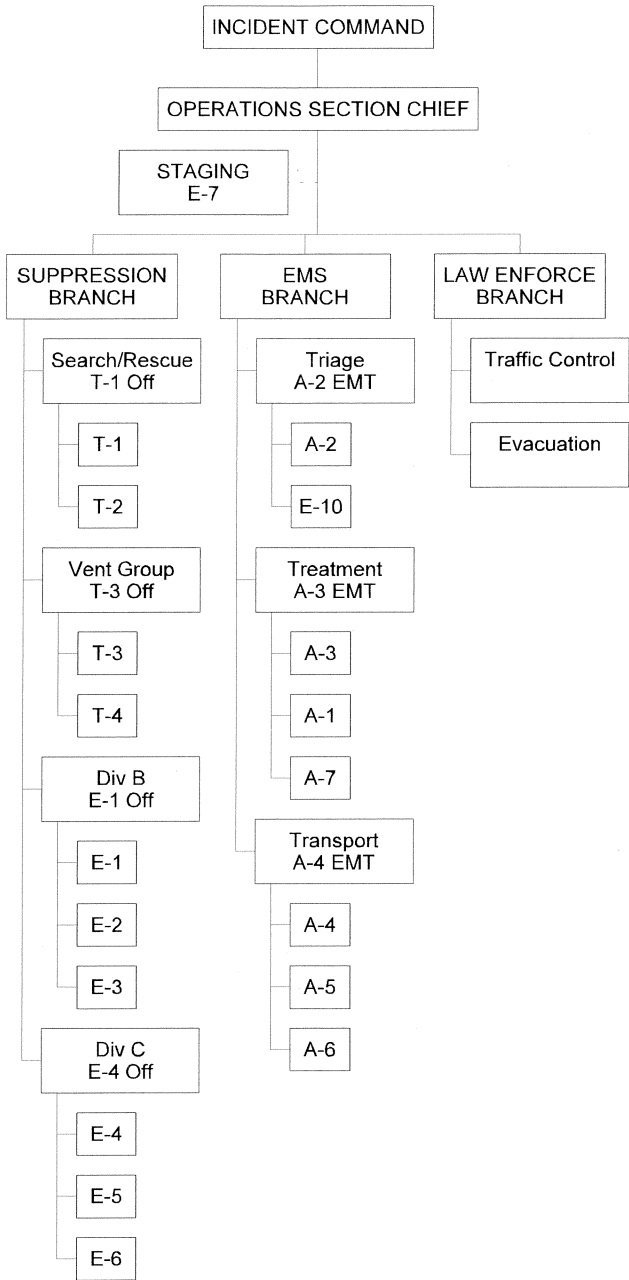 INCIDENT COMMAND
OPERATIONS SECTION CHIEF
STAGING
E-7
SUPPRESSION
BRANCH
Search/Rescue
T-1 Off
T-1
T-2
Vent Group
T-3 Off
T-3
T-4
Div B
E-1 Off
E-1
E-2
E-3
Div C
E-4 Off
E-4
E-5
E-6
EMS
BRANCH
Triage
A-2 EMT
A-2
E-10
Treatment
A-3 EMT
A-3
A-1
A-7
Transport
A-4 EMT
A-4
A-5
A-6
LAW ENFORCE
BRANCH
Traffic Control
Evacuation